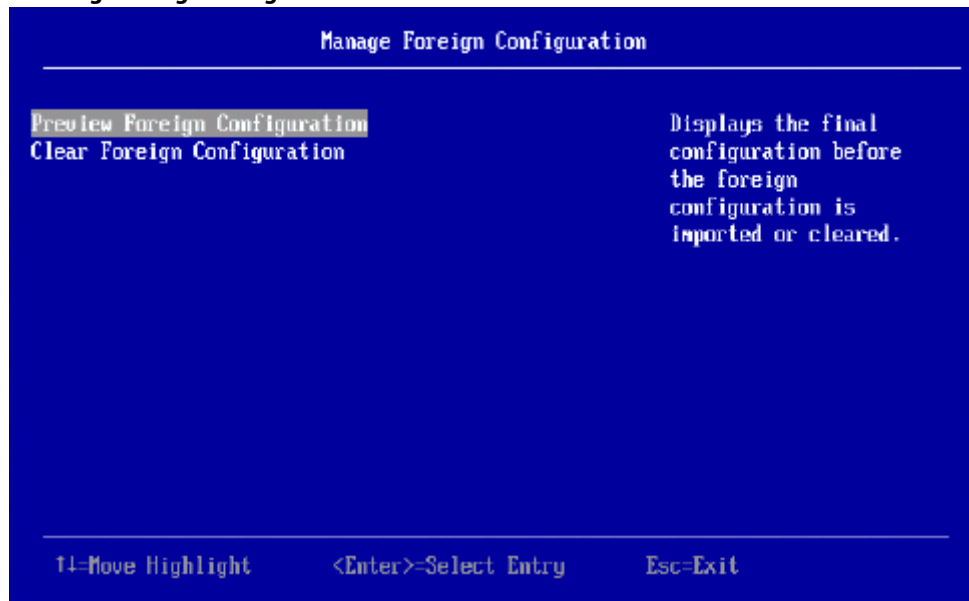 Manage Foreign Configuration
Preview Foreign Configuration
Clear Foreign Configuration
Displays the final
configuration before
the foreign
configuration is
imported or cleared.
↑↓=Move Highlight <Enter>=Select Entry Esc=Exit